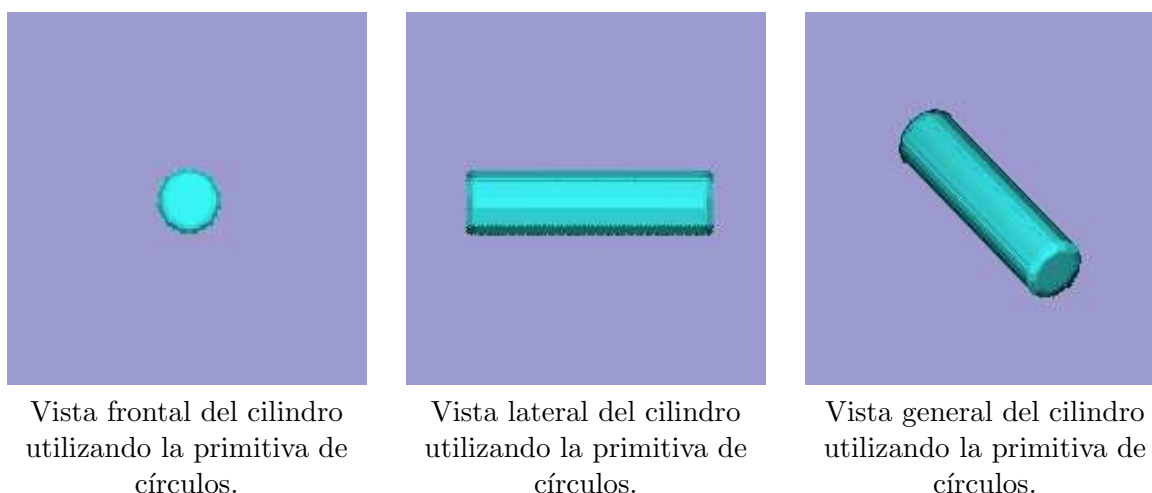 Vista frontal del cilindro
utilizando la primitiva de
círculos.
Vista lateral del cilindro
utilizando la primitiva de
círculos.
Vista general del cilindro
utilizando la primitiva de
círculos.